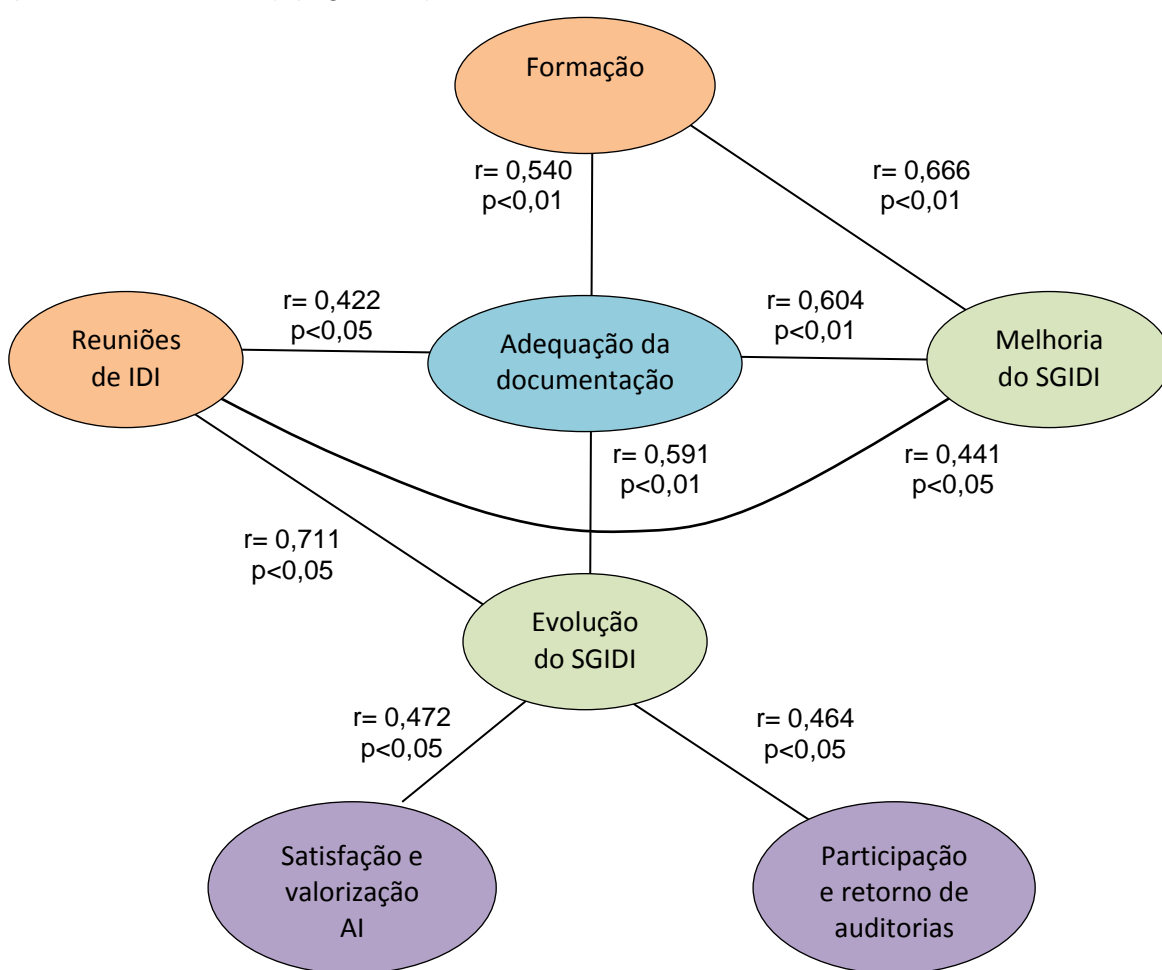 Formação
r= 0,540
p<0,01
r= 0,666
p<0,01
r= 0,422
p<0,05
r= 0,604
p<0,01
Reuniões
de IDI
Adequação da
documentação
Melhoria
do SGIDI
r= 0,591
p<0,01
r= 0,441
p<0,05
r= 0,711
p<0,05
Evolução
do SGIDI
r= 0,472
p<0,05
r= 0,464
p<0,05
Satisfação e
valorização
AI
Participação
e retorno de
auditorias